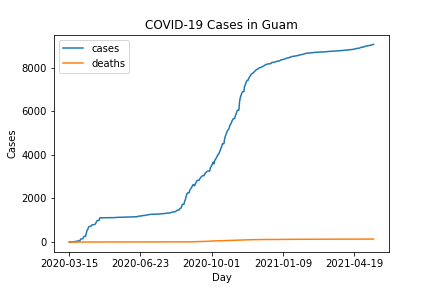 COVID-19 Cases in Guam
cases
deaths
8000
6000
4000
2000
0
Cases
2020-03-15 2020-06-23 2020-10-01 2021-01-09 2021-04-19
Day